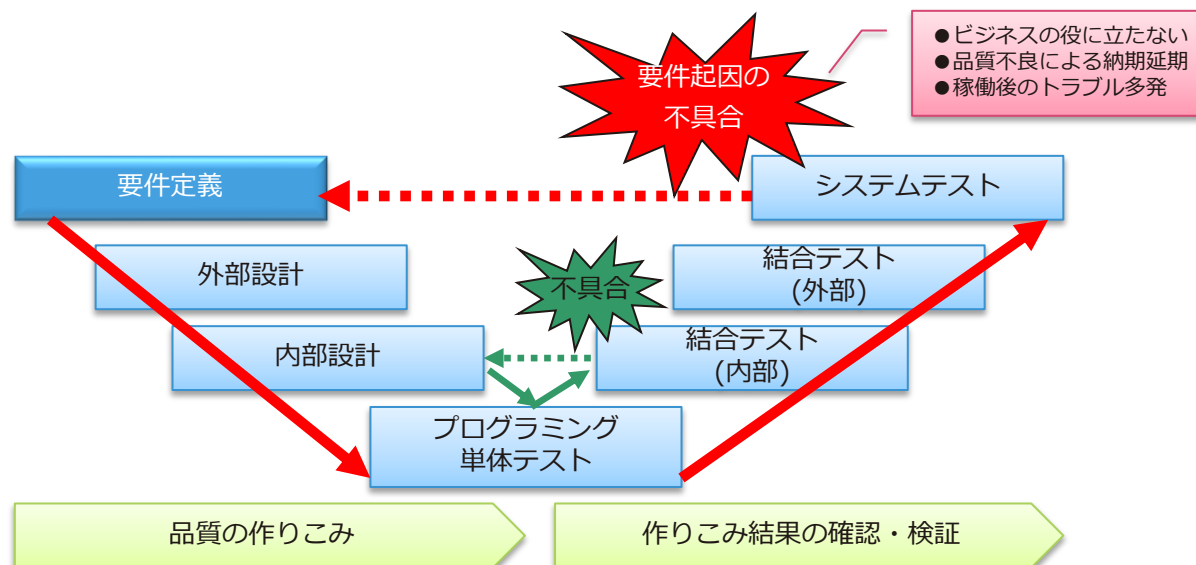 ●ビジネスの役に立たない
●品質不良による納期延期
●稼働後のトラブル多発
要件起因の
不具合
要件定義
システムテスト
外部設計
不具合
結合テスト
(外部)
内部設計
結合テスト
(内部)
プログラミング
単体テスト
品質の作りこみ
作りこみ結果の確認・検証